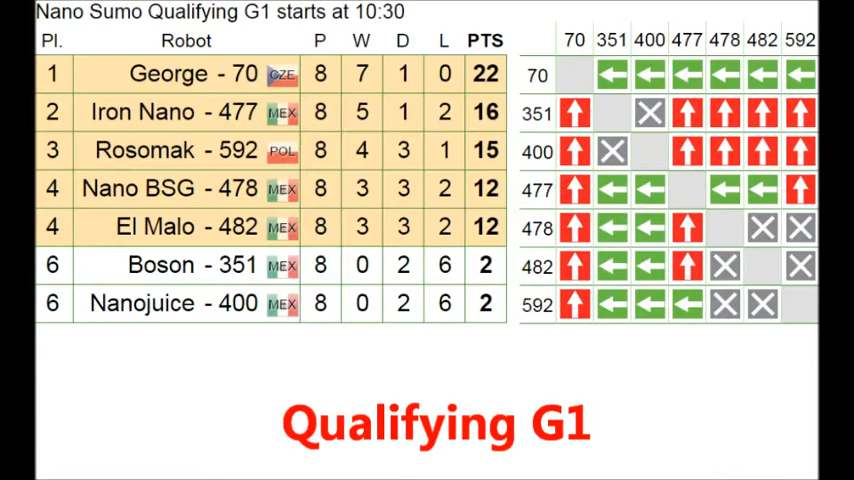 Nano Sumo Qualifying G1 starts at 10:30
Pl. Robot P W D L PTS
1 George - 70 CZE 8 7 1 0 22
2 Iron Nano - 477 MEX 8 5 1 2 16
3 Rosomak - 592 POL 8 4 3 1 15
4 Nano BSG - 478 MEX 8 3 3 2 12
4 El Malo - 482 MEX 8 3 3 2 12
6 Boson - 351 MEX 8 0 2 6 2
6 Nanojuice - 400 MEX 8 0 2 6 2
70 351 400 477 478 482 592
70
351
400
477
478
482
592
Qualifying G1